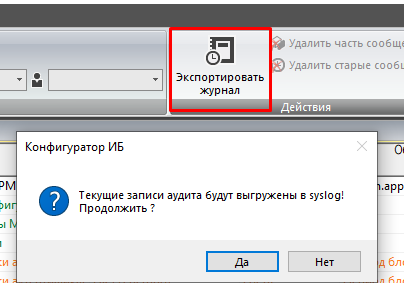 Экспортировать
журнал
Удалить часть сообще
Удалить старые сооб
Действия
Конфигуратор ИБ
Текущие записи аудита будут выгружены в syslog!
Продолжить ?
Да
Нет